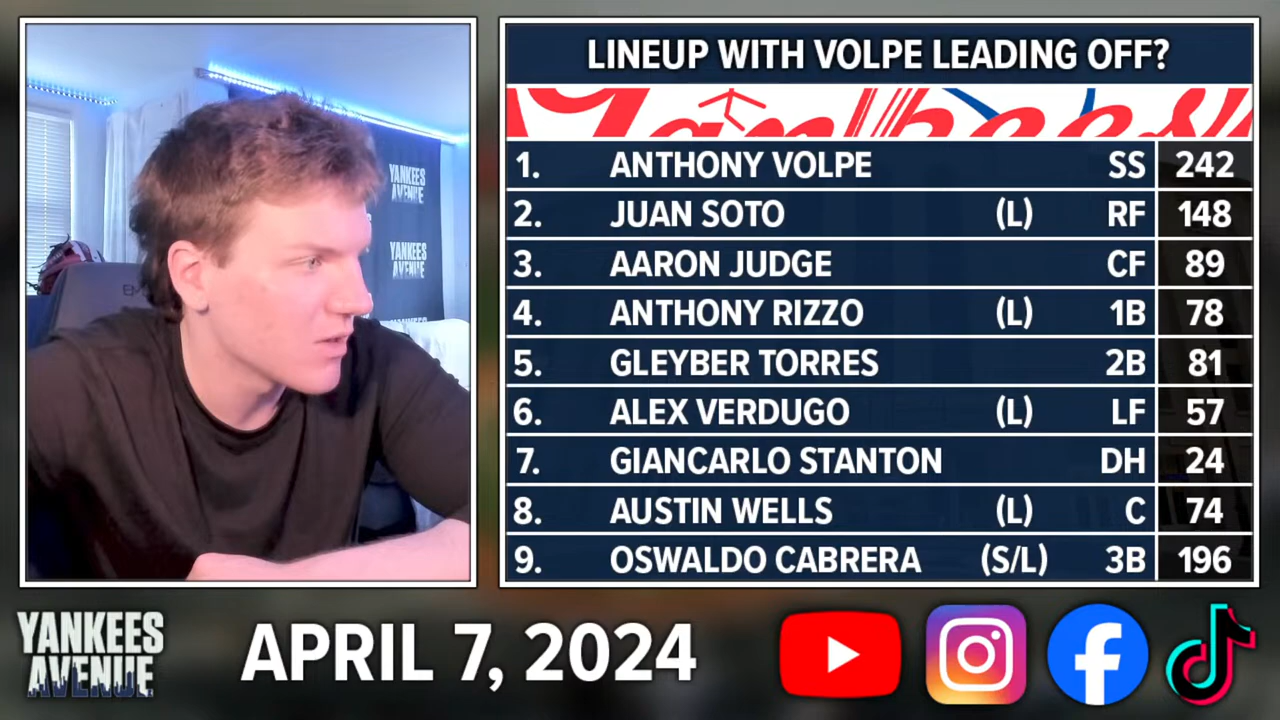 LINEUP WITH VOLPE LEADING OFF?
Yankees
1. ANTHONY VOLPE SS 242
2. JUAN SOTO (L) RF 148
3. AARON JUDGE CF 89
4. ANTHONY RIZZO (L) 1B 78
5. GLEYBER TORRES 2B 81
6. ALEX VERDUGO (L) LF 57
7. GIANCARLO STANTON DH 24
8. AUSTIN WELLS (L) C 74
9. OSWALDO CABRERA (S/L) 3B 196
YANKEES
AVENUE
YANKEES
AVENUE
YANKEES
AVENUE
APRIL 7, 2024